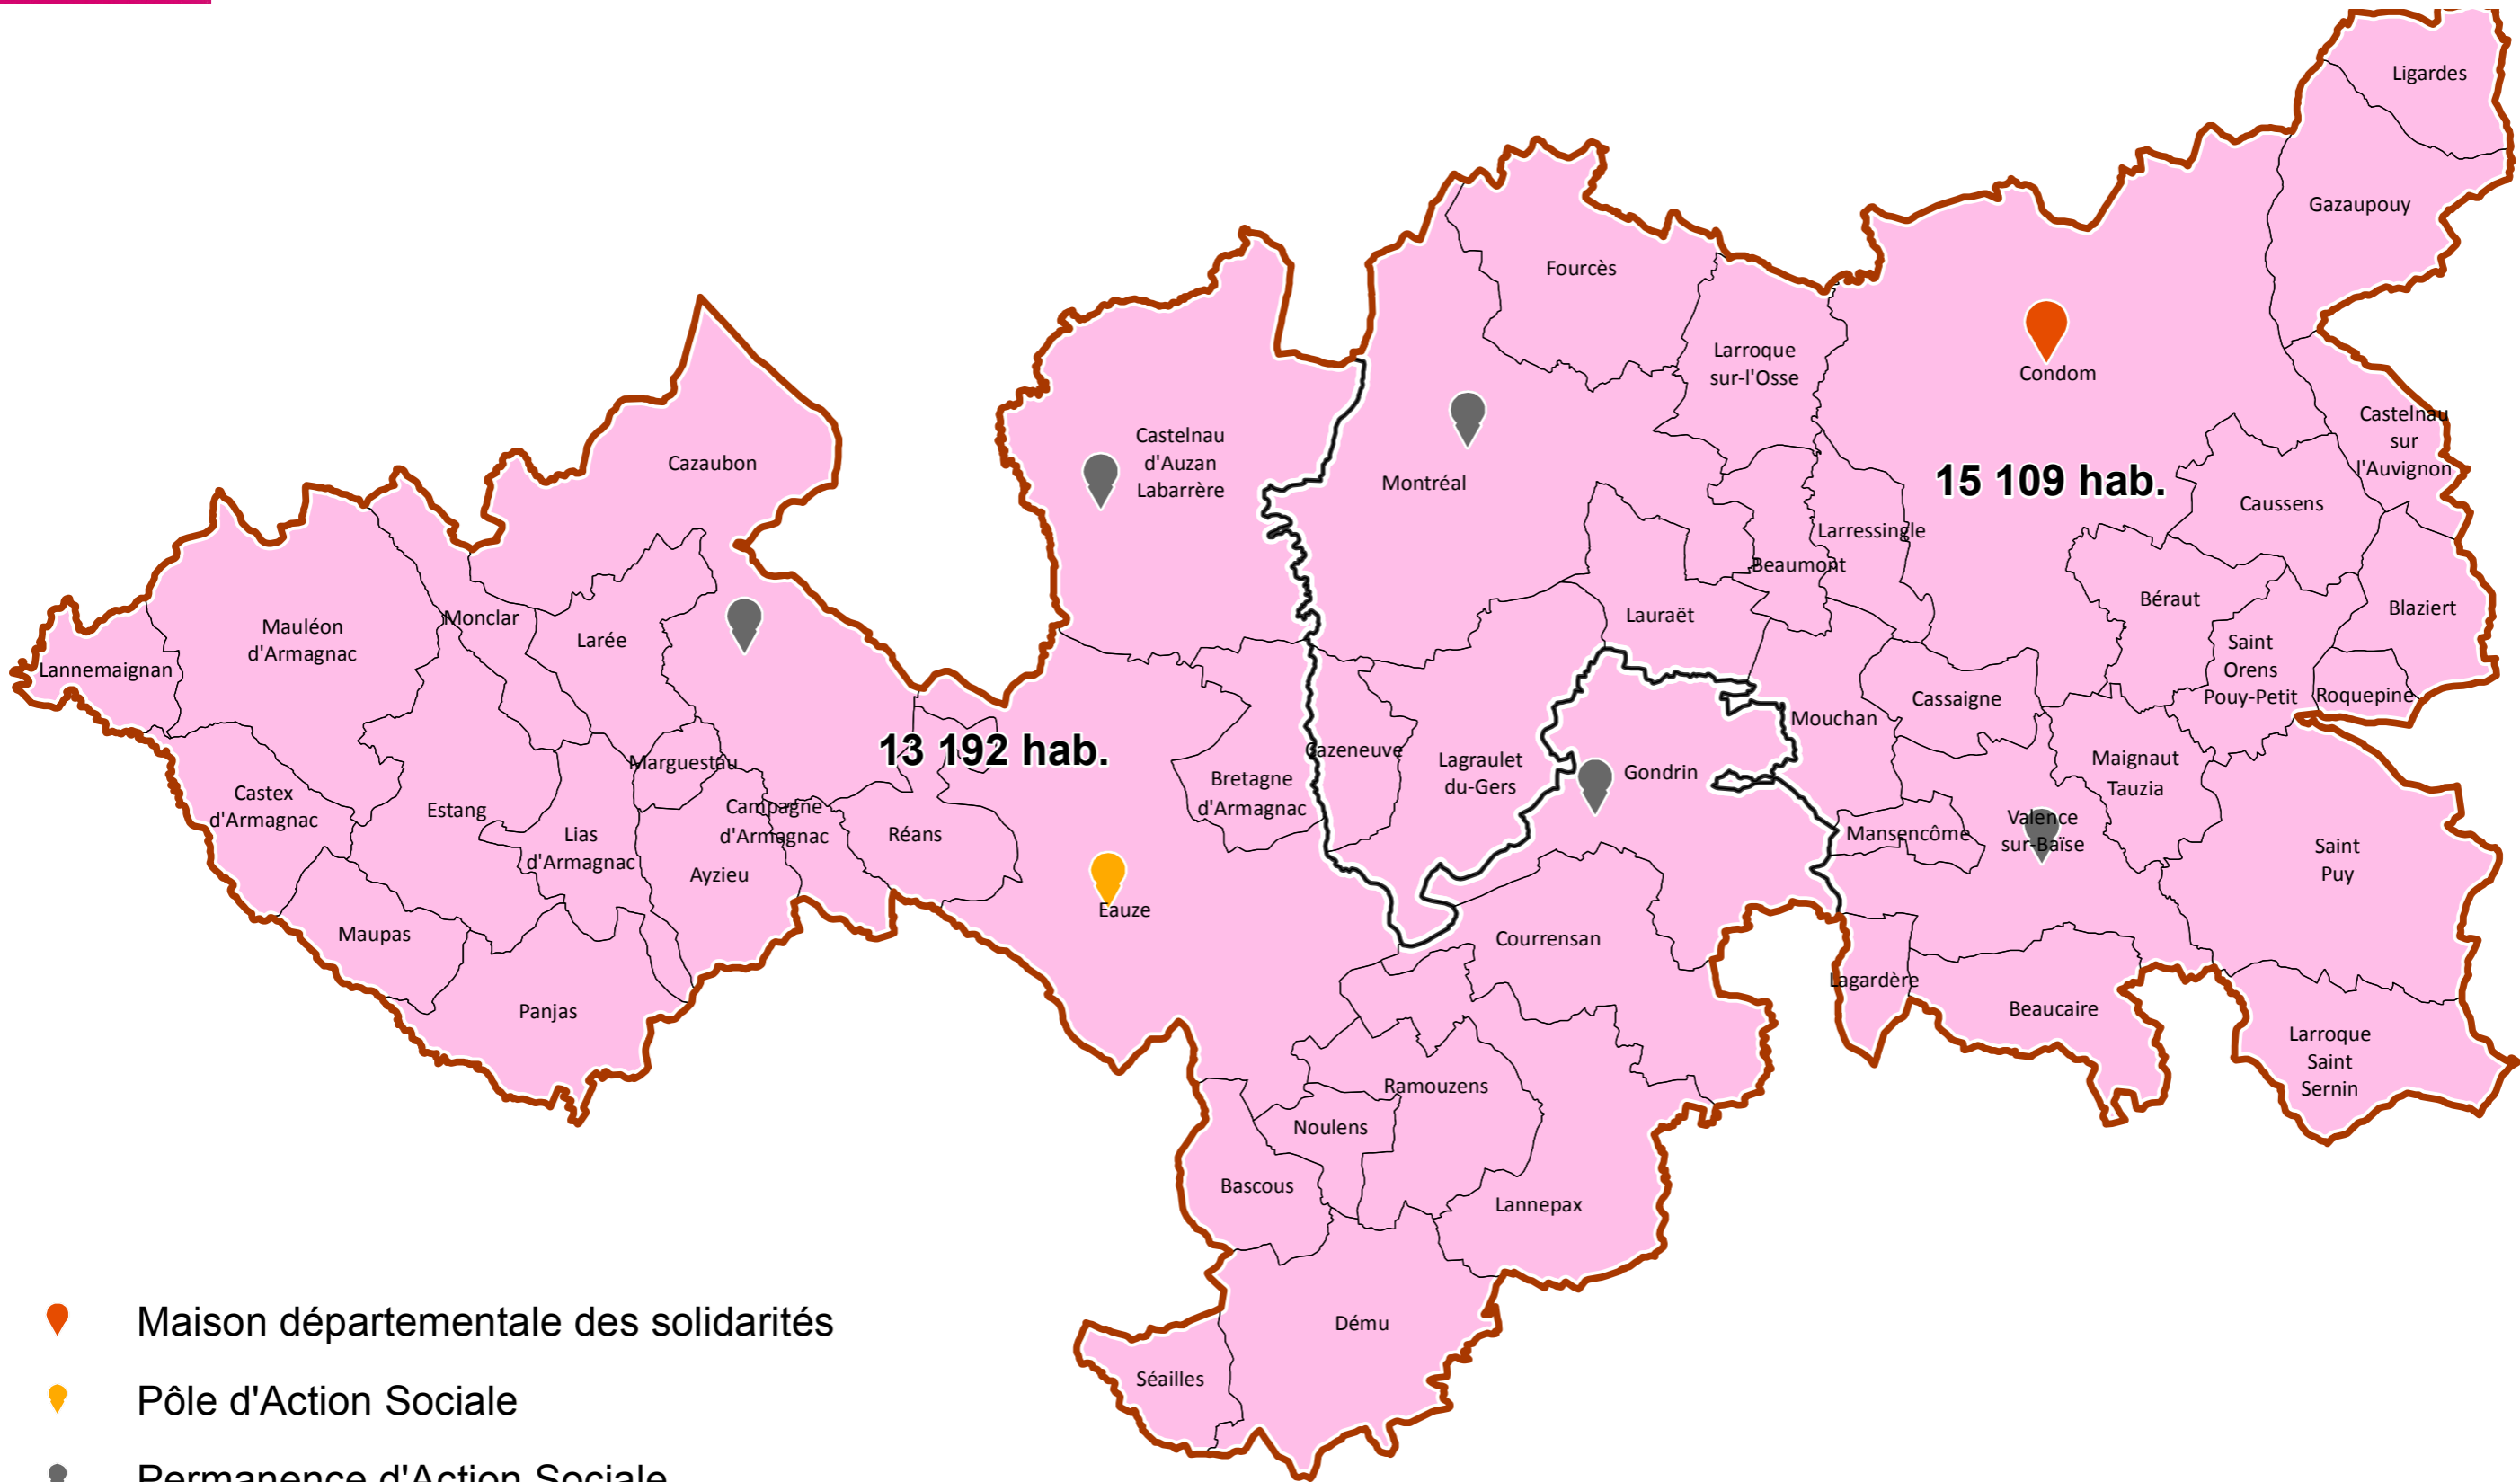 Ligardes
Gazaupouy
Fourcès
Larroque
sur-l'Osse
Condom
Castelnau
sur
l'Auvignon
Castelnau
d'Auzan
Labarrère
Cazaubon
Montréal
15 109 hab.
Caussens
Larressingle
Beaumont
Béraut
Blaziert
Lauraët
Monclar
Mauléon
d'Armagnac
Larée
Lannemaignan
Saint
Orens
Pouy-Petit
Roquepine
Cassaigne
Mouchan
13 192 hab.
Cazeneuve
Lagraulet
du-Gers
Gondrin
Maignaut
Tauzia
Marguestau
Bretagne
d'Armagnac
Castex
d'Armagnac
Estang
Campagne
d'Armagnac
Réans
Lias
d'Armagnac
Ayzieu
Mansencôme
Valence
sur-Baïse
Saint
Puy
Eauze
Maupas
Courrensan
Lagardère
Panjas
Beaucaire
Larroque
Saint
Sernin
Ramouzens
Noulens
Bascous
Lannepax
Dému
Séailles
Maison départementale des solidarités
Pôle d'Action Sociale
Permanence d'Action Sociale